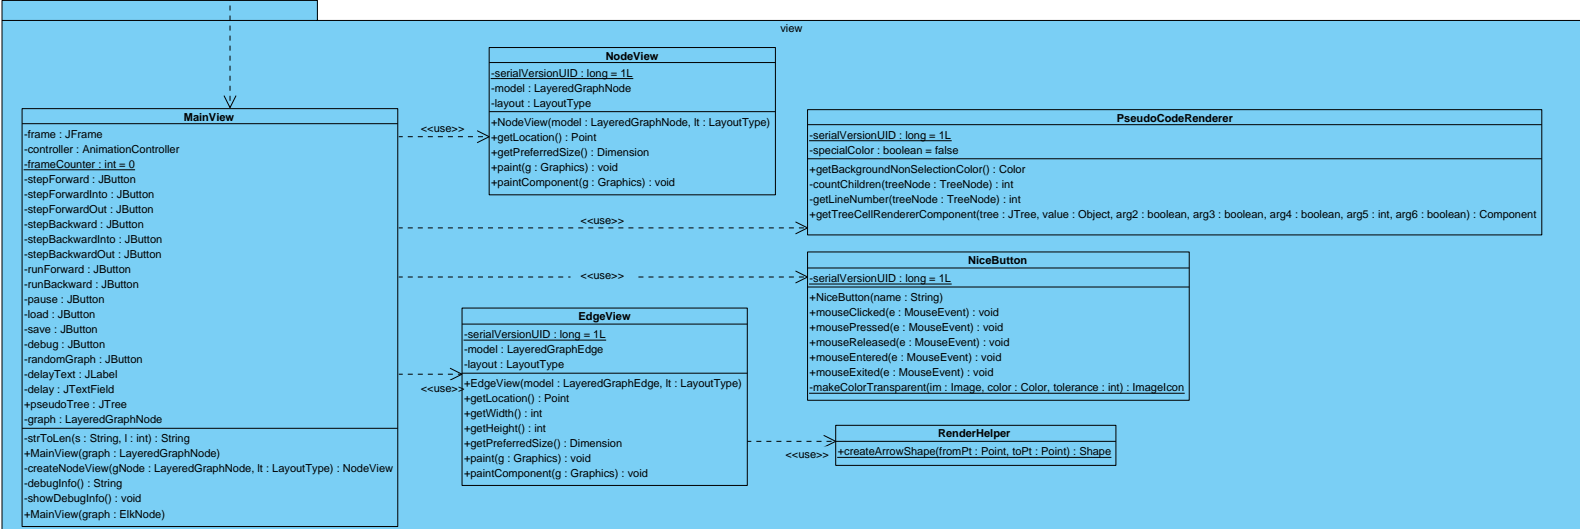 view
MainView
-frame : JFrame
-controller : AnimationController
-frameCounter : int = 0
-stepForward : JButton
-stepForwardInto : JButton
-stepForwardOut : JButton
-stepBackward : JButton
-stepBackwardInto : JButton
-stepBackwardOut : JButton
-runForward : JButton
-runBackward : JButton
-pause : JButton
-load : JButton
-save : JButton
-debug : JButton
-randomGraph : JButton
-delayText : JLabel
-delay : JTextField
+pseudoTree : JTree
-graph : LayeredGraphNode
-strToLen(s : String, l : int) : String
+MainView(graph : LayeredGraphNode)
-createNodeView(gNode : LayeredGraphNode, lt : LayoutType) : NodeView
-debugInfo() : String
-showDebugInfo() : void
+MainView(graph : ElkNode)
<<use>>
NodeView
-serialVersionUID : long = 1L
-model : LayeredGraphNode
-layout : LayoutType
+NodeView(model : LayeredGraphNode, lt : LayoutType)
+getLocation() : Point
+getPreferredSize() : Dimension
+paint(g : Graphics) : void
+paintComponent(g : Graphics) : void
<<use>>
PseudoCodeRenderer
-serialVersionUID : long = 1L
-specialColor : boolean = false
+getBackgroundNonSelectionColor() : Color
-countChildren(treeNode : TreeNode) : int
-getLineNumber(treeNode : TreeNode) : int
+getTreeCellRendererComponent(tree : JTree, value : Object, arg2 : boolean, arg3 : boolean, arg4 : boolean, arg5 : int, arg6 : boolean) : Component
<<use>>
NiceButton
-serialVersionUID : long = 1L
+NiceButton(name : String)
+mouseClicked(e : MouseEvent) : void
+mousePressed(e : MouseEvent) : void
+mouseReleased(e : MouseEvent) : void
+mouseEntered(e : MouseEvent) : void
+mouseExited(e : MouseEvent) : void
-makeColorTransparent(im : Image, color : Color, tolerance : int) : ImageIcon
<<use>>
EdgeView
-serialVersionUID : long = 1L
-model : LayeredGraphEdge
-layout : LayoutType
+EdgeView(model : LayeredGraphEdge, lt : LayoutType)
+getLocation() : Point
+getWidth() : int
+getHeight() : int
+getPreferredSize() : Dimension
+paint(g : Graphics) : void
+paintComponent(g : Graphics) : void
<<use>>
RenderHelper
+createArrowShape(fromPt : Point, toPt : Point) : Shape